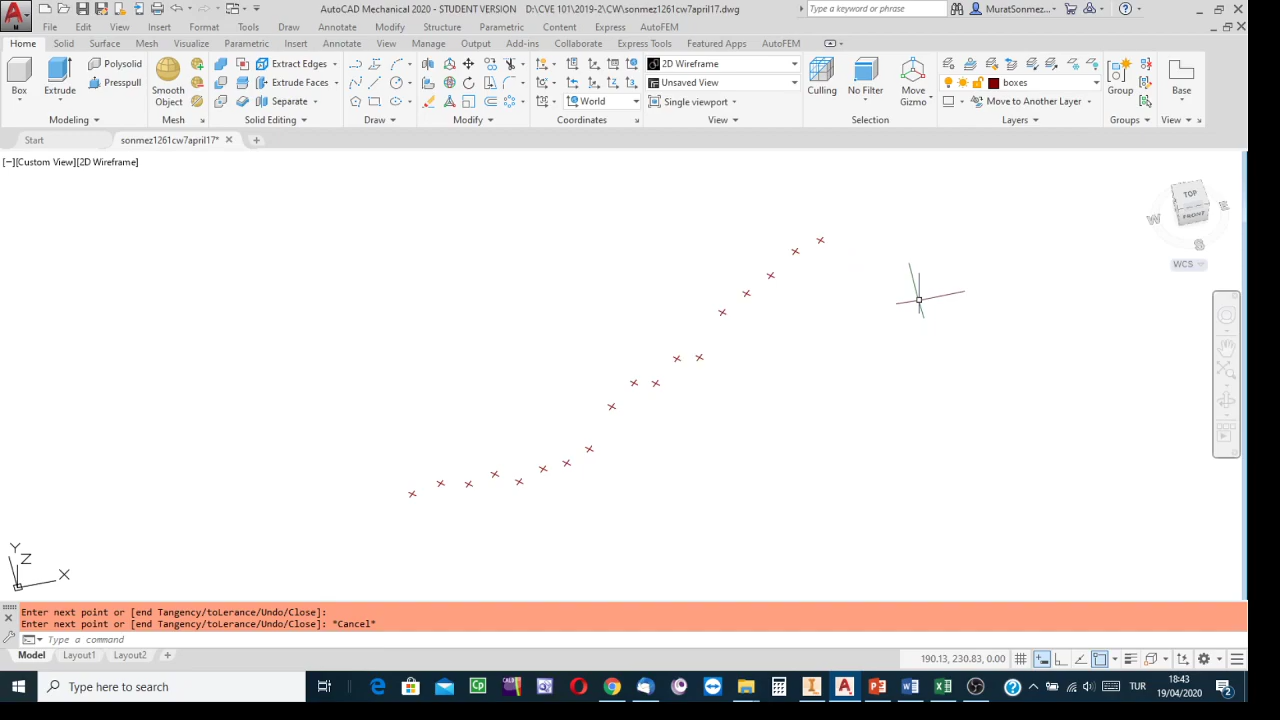 AutoCAD Mechanical 2020 - STUDENT VERSION D:\CVE 101\2019-2\CW\sonmez1261cw7april17.dwg
Type a keyword or phrase
MuratSonmez...
File Edit View Insert Format Tools Draw Dimension Modify Parametric Content Express AutoFEM
Home Solid Surface Mesh Visualize Parametric Insert Annotate View Manage Output Add-ins Collaborate Express Tools Featured Apps AutoFEM
Box
Extrude
Polysolid
Presspull
Modeling
Smooth Object
Mesh
Extract Edges
Extrude Faces
Separate
Solid Editing
Draw
Modify
World
Coordinates
2D Wireframe
Unsaved View
Single viewport
View
Culling
No Filter
Move Gizmo
Selection
boxes
Move to Another Layer
Layers
Group
Groups
Base
View
Start sonmez1261cw7april17*
[−][Custom View][2D Wireframe]
TOP
FRONT
W E
S
WCS
Y
Z
X
Enter next point or [end Tangency/toLerance/Undo/Close]:
Enter next point or [end Tangency/toLerance/Undo/Close]: *Cancel*
Type a command
Model Layout1 Layout2
190.13, 230.83, 0.00
Type here to search
TUR
18:43
19/04/2020
2